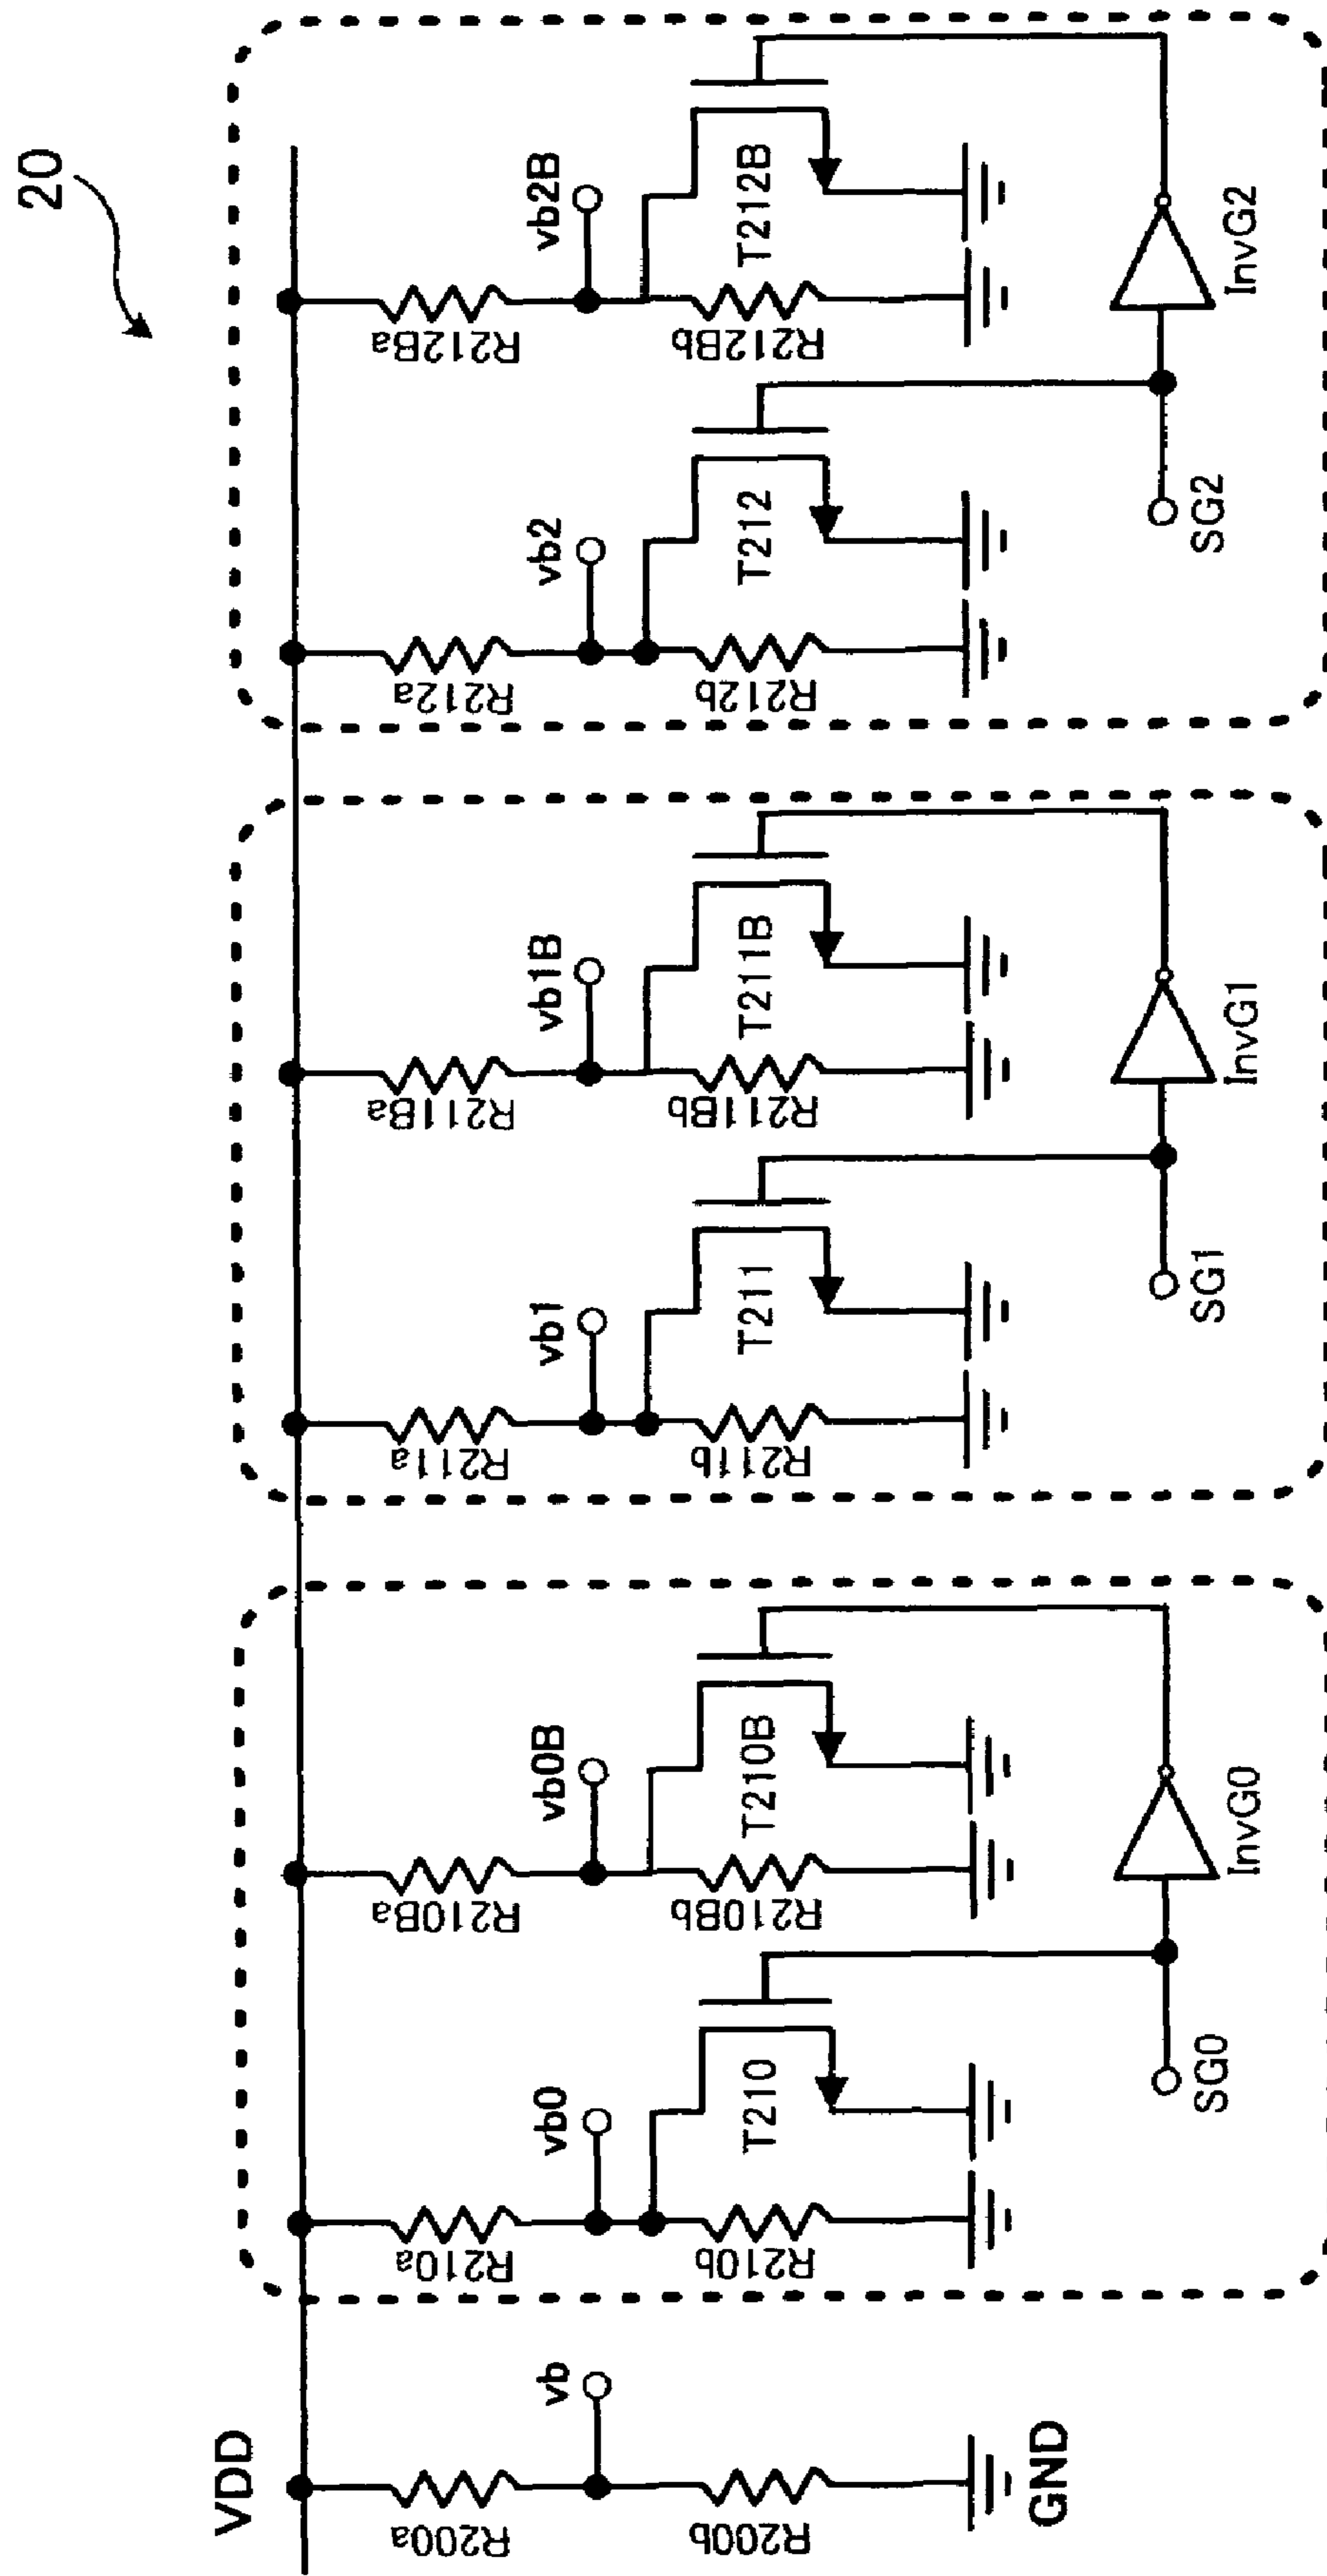 20
VDD
R200a
vb
R200b
GND
R210a
vb0
R210b
T210
SG0
R210Ba
vb0B
R210Bb
T210B
InvG0
R211a
vb1
R211b
T211
SG1
R211Ba
vb1B
R211Bb
T211B
InvG1
R212a
vb2
R212b
T212
SG2
R212Ba
vb2B
R212Bb
T212B
InvG2